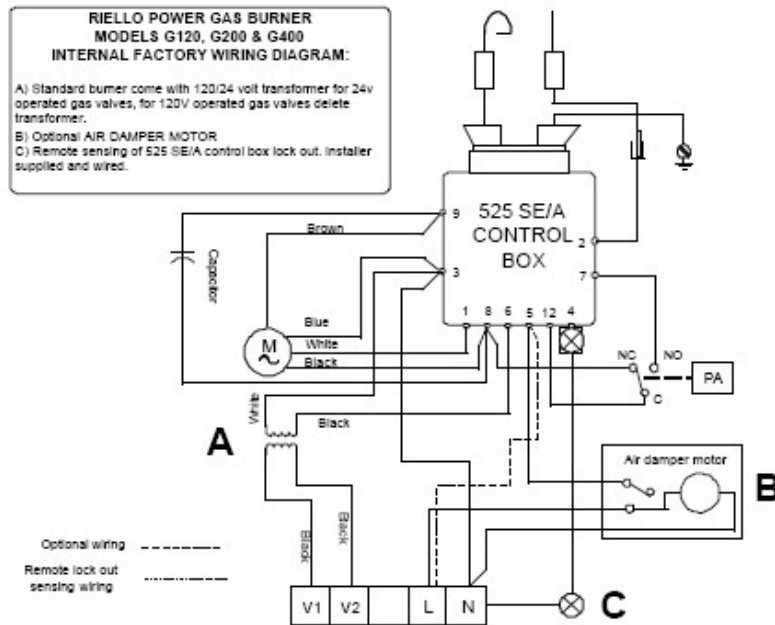 RIELLO POWER GAS BURNER
MODELS G120, G200 & G400
INTERNAL FACTORY WIRING DIAGRAM:
A) Standard burner come with 120/24 volt transformer for 24v
operated gas valves, for 120V operated gas valves delete
transformer.
B) Optional AIR DAMPER MOTOR
C) Remote sensing of 525 SE/A control box lock out. Installer
supplied and wired.
525 SE/A
CONTROL
BOX
9
3
2
7
1 8 6 5 12 4
Brown
Capacitor
Blue
White
Black
M
NC
NO
C
PA
White
Black
A
Air damper motor
B
Black
Black
Optional wiring
Remote lock out
sensing wiring
V1 V2 L N
C